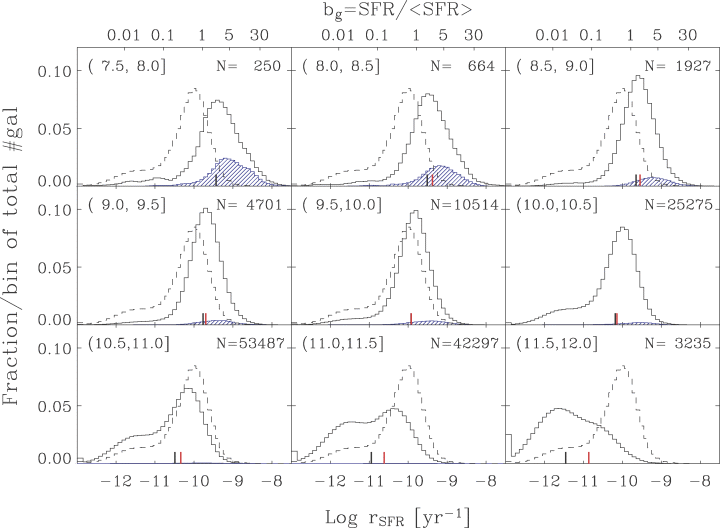 b_g=SFR/<SFR>
0.01 0.1 1 5 30 0.01 0.1 1 5 30 0.01 0.1 1 5 30
( 7.5, 8.0] N= 250 ( 8.0, 8.5] N= 664 ( 8.5, 9.0] N= 1927
0.10
0.05
0.00
( 9.0, 9.5] N= 4701 ( 9.5,10.0] N=10514 (10.0,10.5] N=25275
0.10
0.05
0.00
(10.5,11.0] N=53487 (11.0,11.5] N=42297 (11.5,12.0] N= 3235
0.10
0.05
0.00
−12 −11 −10 −9 −8 −12 −11 −10 −9 −8 −12 −11 −10 −9 −8
Fraction/bin of total #gal
Log r_SFR [yr⁻¹]